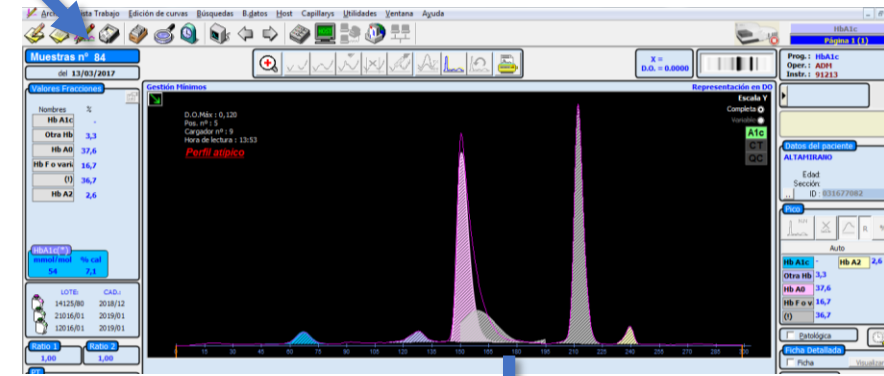 Edición de curvas Búsquedas B.datos Host Capillarys Utilidades Ventana Ayuda
HbA1c
Página 1 (1)
Muestras nº 84
del 13/03/2017
X =
D.O. = 0.0000
Prog.: HbA1c
Oper.: ADM
Instr.: 91213
Valores Fracciones
Nombres %
Hb A1c -
Otra Hb 3,3
Hb A0 37,6
Hb F o vari 16,7
(!) 36,7
Hb A2 2,6
HbA1c(*)
mmol/mol % cal
54 7,1
LOTE: CAD.:
14125/80 2018/12
21016/01 2019/01
12016/01 2019/01
Ratio 1 Ratio 2
1,00 1,00
Gestión Mínimos Representación en DO
D.O.Máx : 0,120
Pos. nº : 5
Cargador nº : 9
Hora de lectura : 13:53
Perfil atípico
Escala Y
Completa
Variable
A1c
CT
QC
15 30 45 60 75 90 105 120 135 150 165 180 195 210 225 240 255 270 285 300
Datos del paciente
ALTAMIRANO
Edad
Sección:
ID : 031677082
Pico
R %
Auto
Hb A1c - Hb A2 2,6
Otra Hb 3,3
Hb A0 37,6
Hb F o v 16,7
(!) 36,7
Patológica
Ficha Detallada
Ficha Visualizar